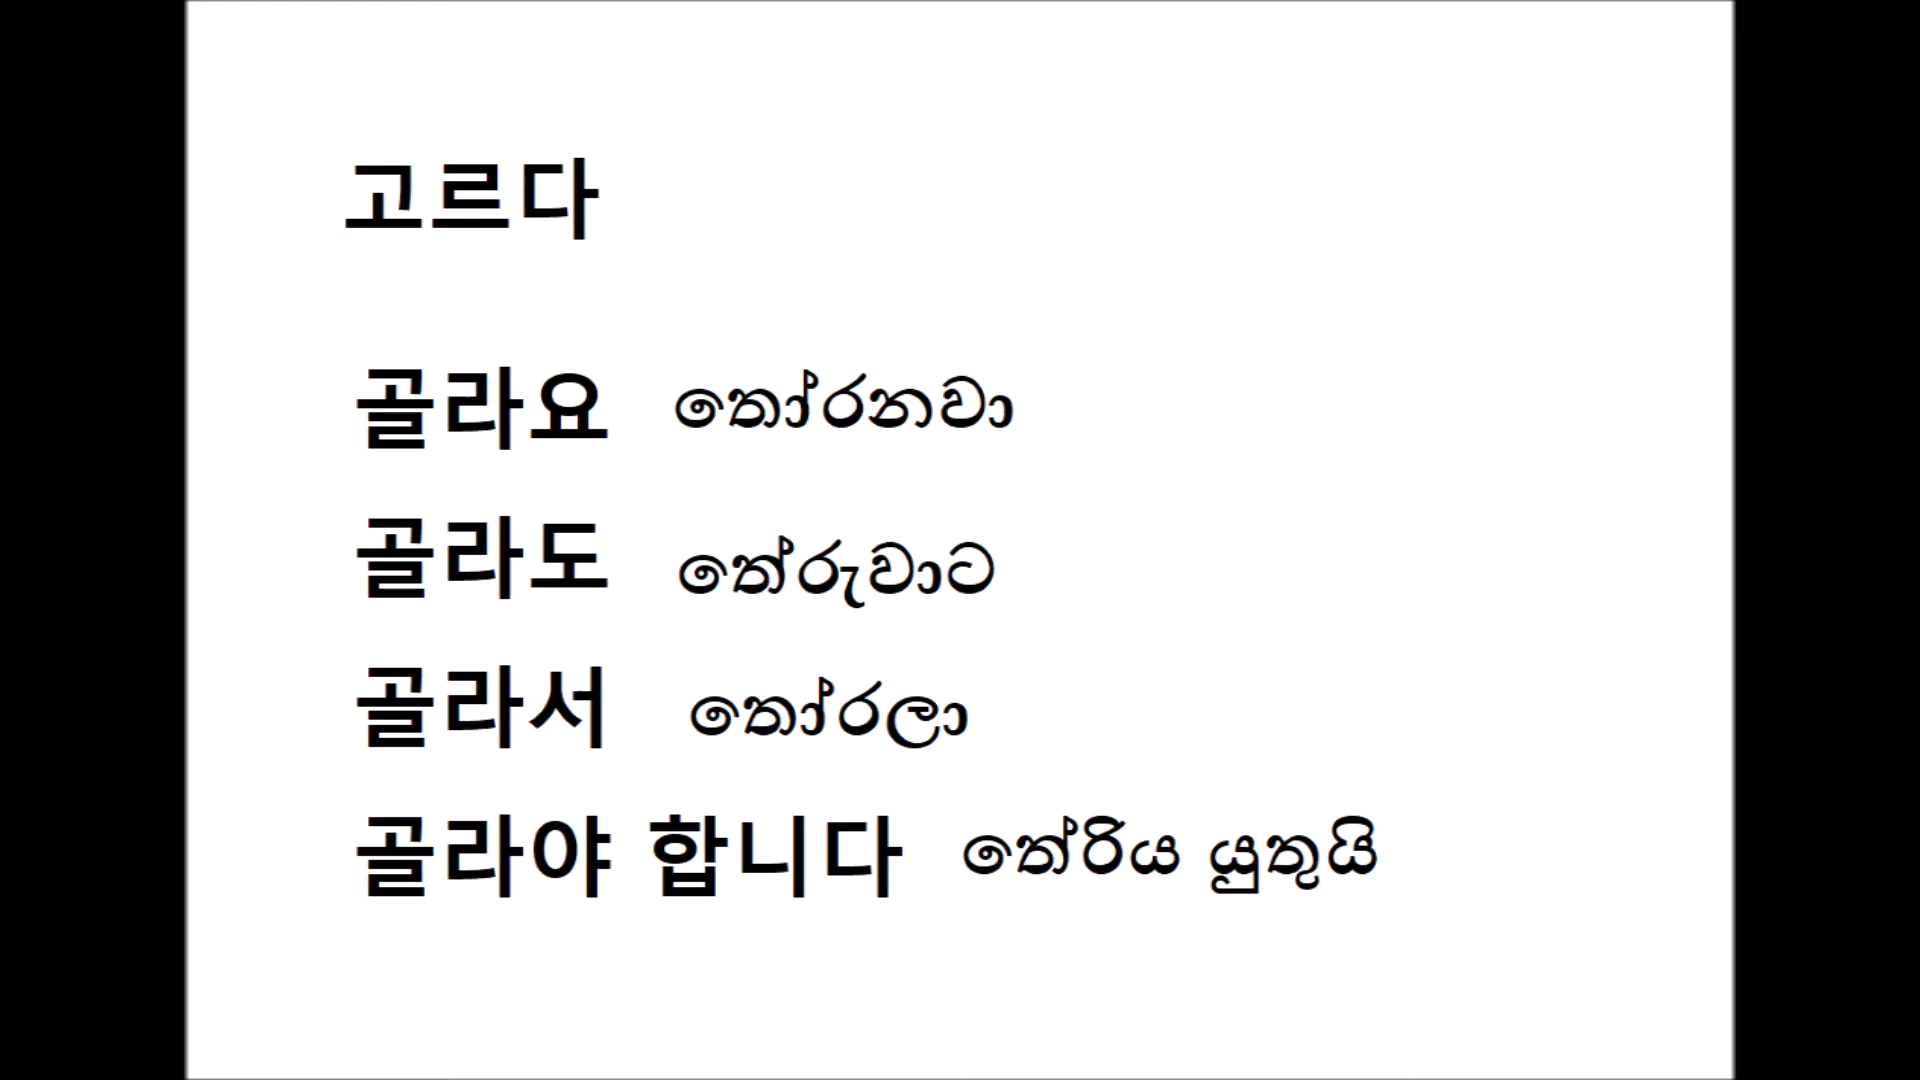 고르다
골라요 තෝරනවා
골라도 තේරුවාට
골라서 තෝරලා
골라야 합니다 තේරිය යුතුයි